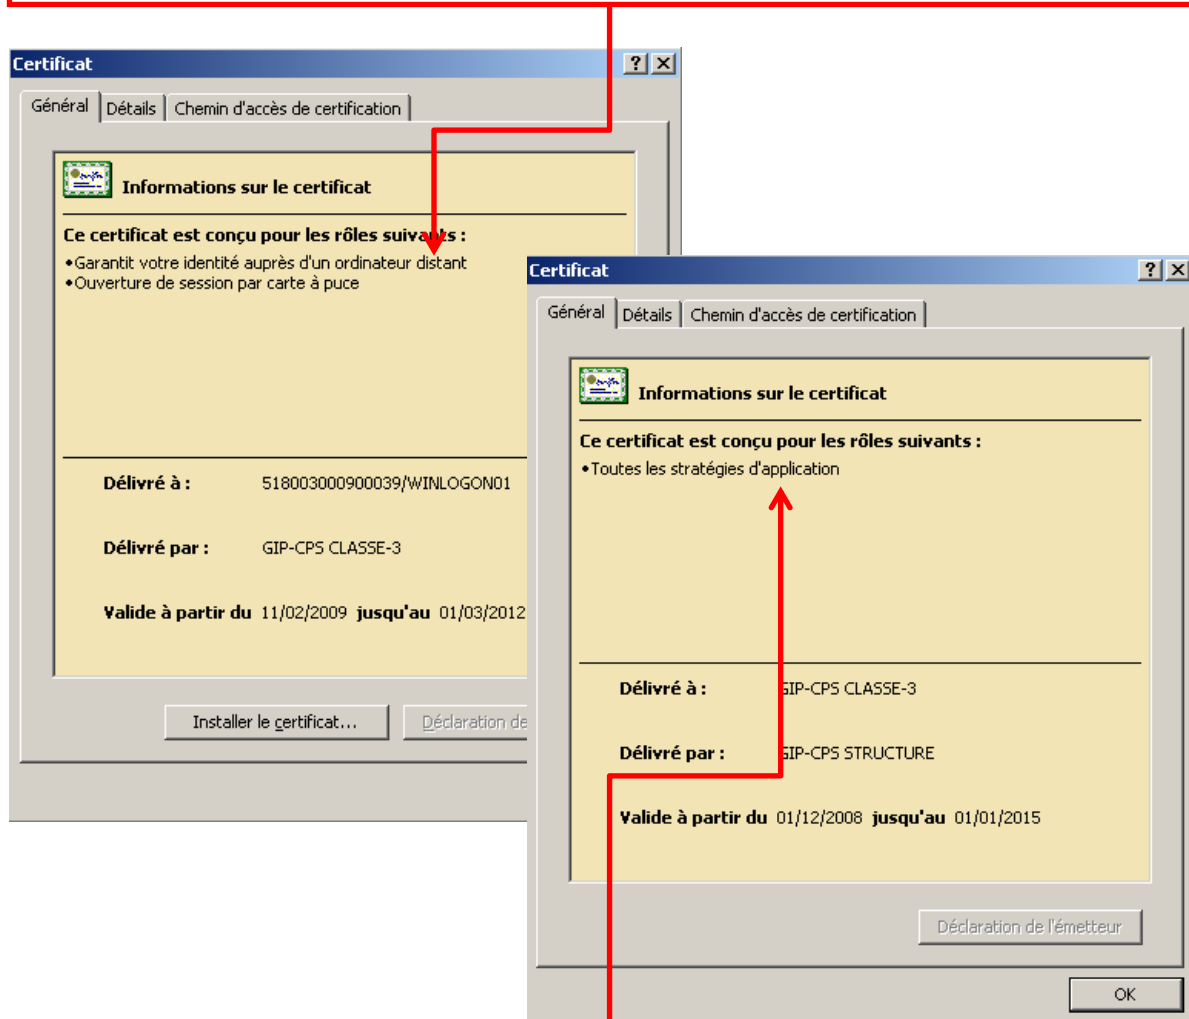 Certificat
Général Détails Chemin d'accès de certification
Informations sur le certificat
Ce certificat est conçu pour les rôles suivants :
•Garantit votre identité auprès d'un ordinateur distant
•Ouverture de session par carte à puce
Délivré à : 518003000900039/WINLOGON01
Délivré par : GIP-CPS CLASSE-3
Valide à partir du 11/02/2009 jusqu'au 01/03/2012
Installer le certificat... Déclaration de
Certificat
Général Détails Chemin d'accès de certification
Informations sur le certificat
Ce certificat est conçu pour les rôles suivants :
•Toutes les stratégies d'application
Délivré à : GIP-CPS CLASSE-3
Délivré par : GIP-CPS STRUCTURE
Valide à partir du 01/12/2008 jusqu'au 01/01/2015
Déclaration de l'émetteur
OK